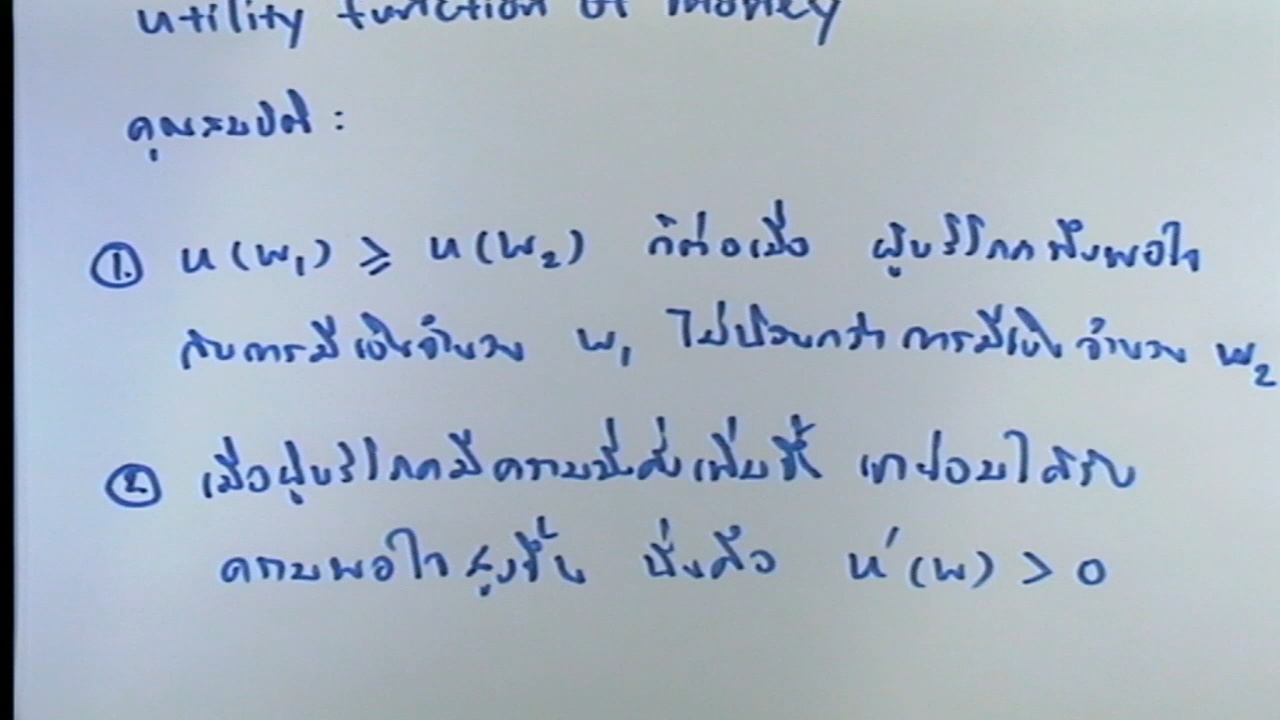 utility function of money
คุณสมบัติ :
1. u(w₁) ≥ u(w₂) ก็ต่อเมื่อ ผู้บริโภคพึงพอใจ
กับการมีเงินจำนวน w₁ ไม่น้อยกว่า การมีเงินจำนวน w₂
2. เมื่อผู้บริโภคมีความมั่งคั่งเพิ่มขึ้น เขาย่อมได้รับ
ความพอใจสูงขึ้น นั่นคือ u'(w) > 0